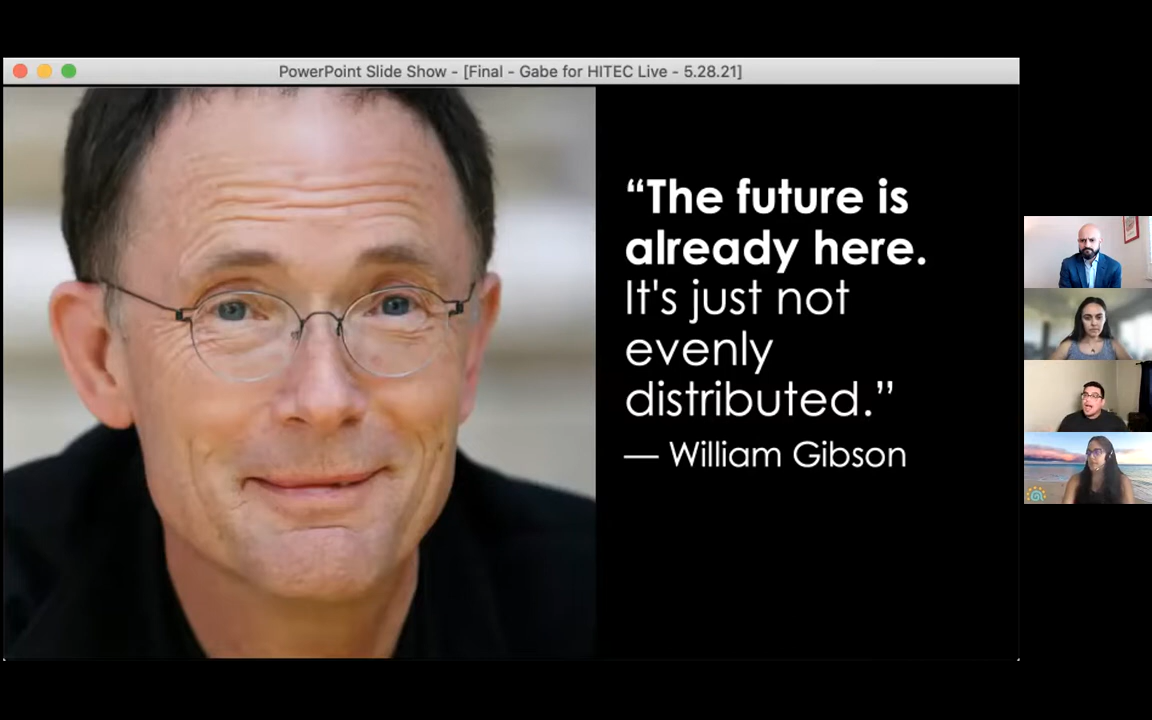 PowerPoint Slide Show - [Final - Gabe for HITEC Live - 5.28.21]
“The future is
already here.
It's just not
evenly
distributed.”
— William Gibson